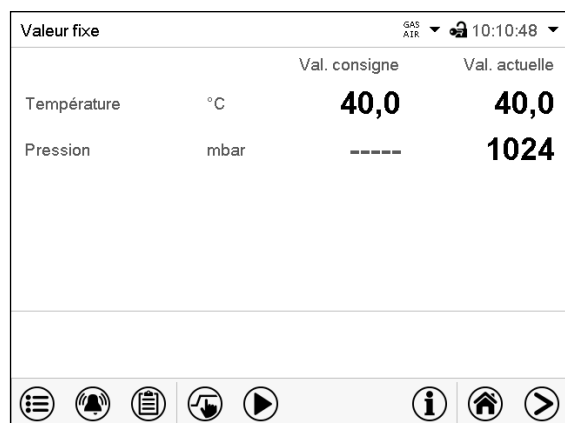 Valeur fixe GAS AIR 10:10:48
Val. consigne Val. actuelle
Température °C 40,0 40,0
Pression mbar ----- 1024